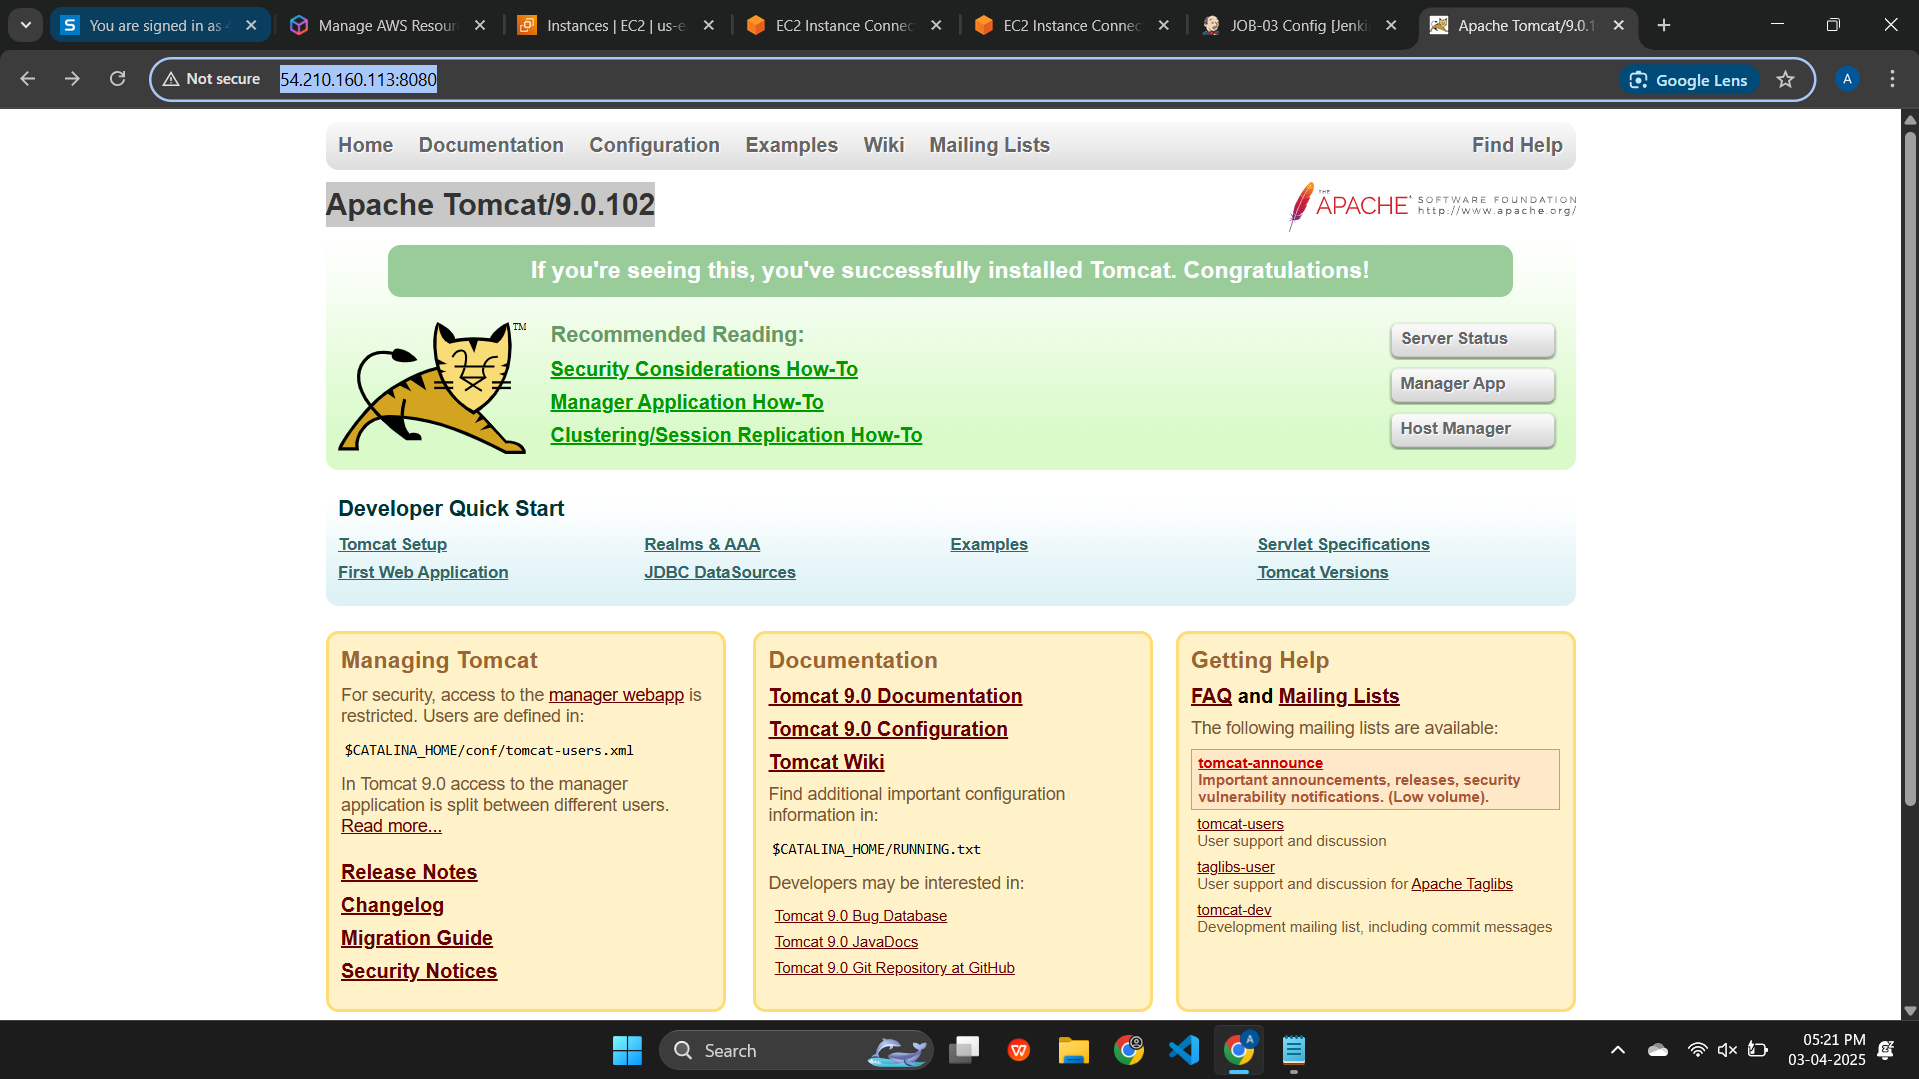 You are signed in as
Manage AWS Resour
Instances | EC2 | us-e
EC2 Instance Connec
EC2 Instance Connec
JOB-03 Config [Jenki
Apache Tomcat/9.0.1
Not secure
54.210.160.113:8080
Google Lens
A
Home
Documentation
Configuration
Examples
Wiki
Mailing Lists
Find Help
Apache Tomcat/9.0.102
THE
APACHE
SOFTWARE FOUNDATION
http://www.apache.org/
If you're seeing this, you've successfully installed Tomcat. Congratulations!
TM
Recommended Reading:
Security Considerations How-To
Manager Application How-To
Clustering/Session Replication How-To
Server Status
Manager App
Host Manager
Developer Quick Start
Tomcat Setup
First Web Application
Realms & AAA
JDBC DataSources
Examples
Servlet Specifications
Tomcat Versions
Managing Tomcat
For security, access to the manager webapp is
restricted. Users are defined in:
$CATALINA_HOME/conf/tomcat-users.xml
In Tomcat 9.0 access to the manager
application is split between different users.
Read more...
Release Notes
Changelog
Migration Guide
Security Notices
Documentation
Tomcat 9.0 Documentation
Tomcat 9.0 Configuration
Tomcat Wiki
Find additional important configuration
information in:
$CATALINA_HOME/RUNNING.txt
Developers may be interested in:
Tomcat 9.0 Bug Database
Tomcat 9.0 JavaDocs
Tomcat 9.0 Git Repository at GitHub
Getting Help
FAQ and Mailing Lists
The following mailing lists are available:
tomcat-announce
Important announcements, releases, security
vulnerability notifications. (Low volume).
tomcat-users
User support and discussion
taglibs-user
User support and discussion for Apache Taglibs
tomcat-dev
Development mailing list, including commit messages
Search
05:21 PM
03-04-2025